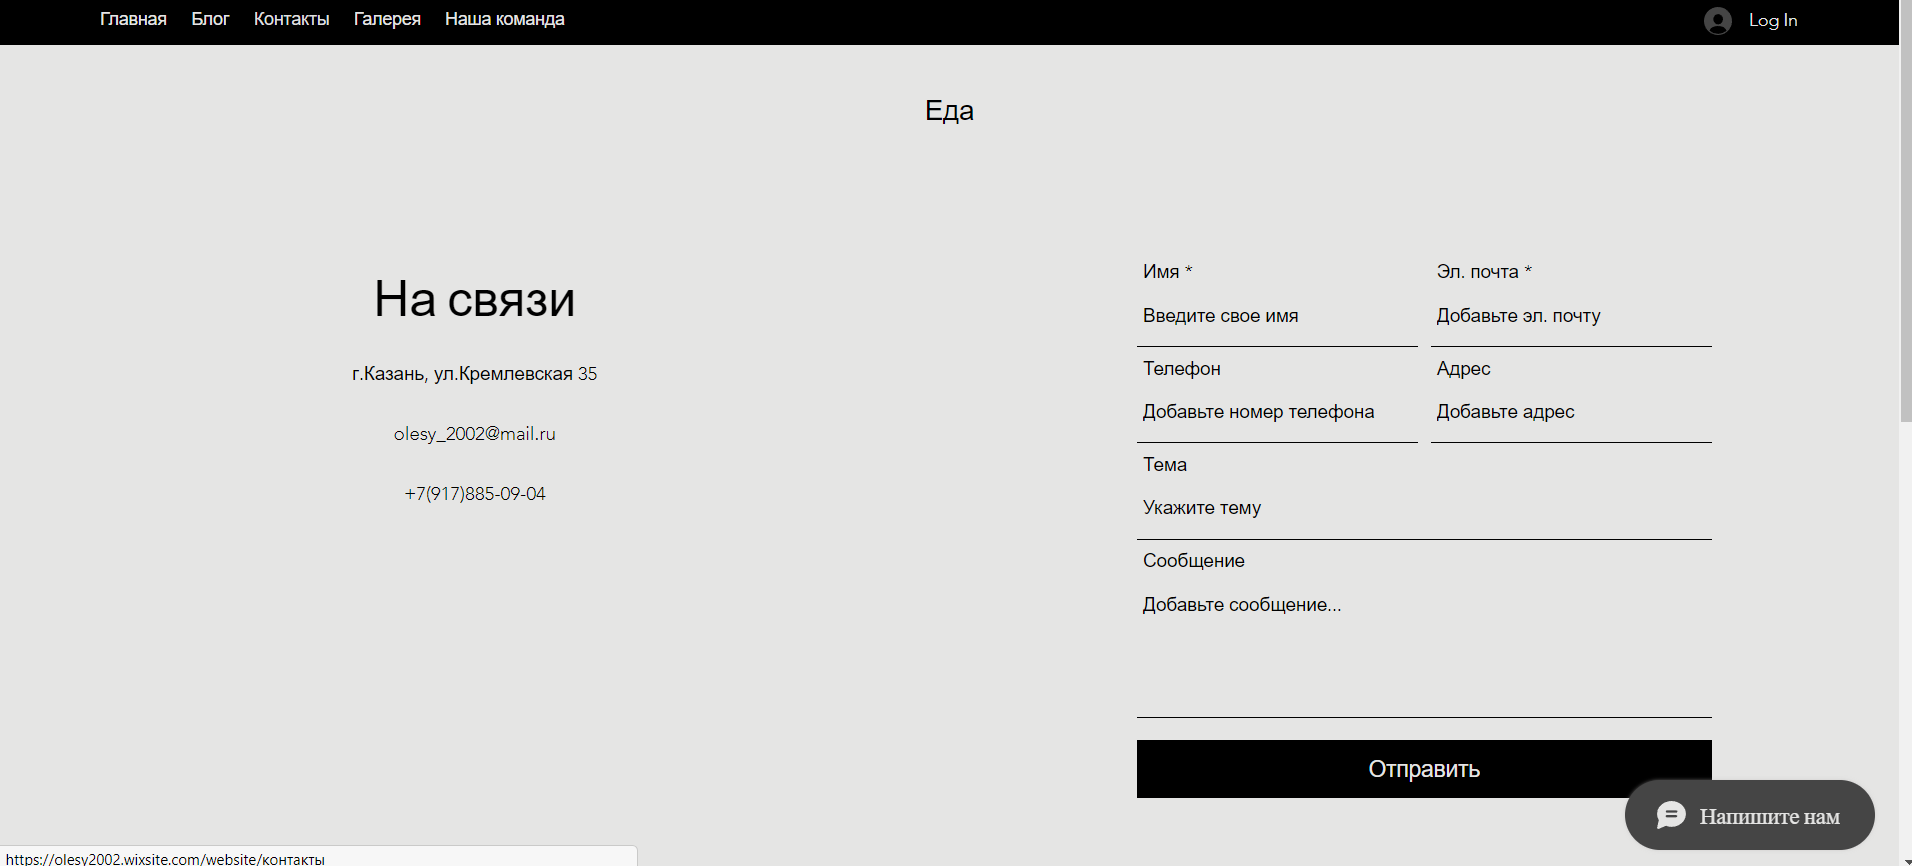 Главная Блог Контакты Галерея Наша команда Log In
Еда
На связи
г.Казань, ул.Кремлевская 35
olesy_2002@mail.ru
+7(917)885-09-04
Имя * Эл. почта *
Введите свое имя Добавьте эл. почту
Телефон Адрес
Добавьте номер телефона Добавьте адрес
Тема
Укажите тему
Сообщение
Добавьте сообщение...
Отправить
Напишите нам
https://olesy2002.wixsite.com/website/контакты